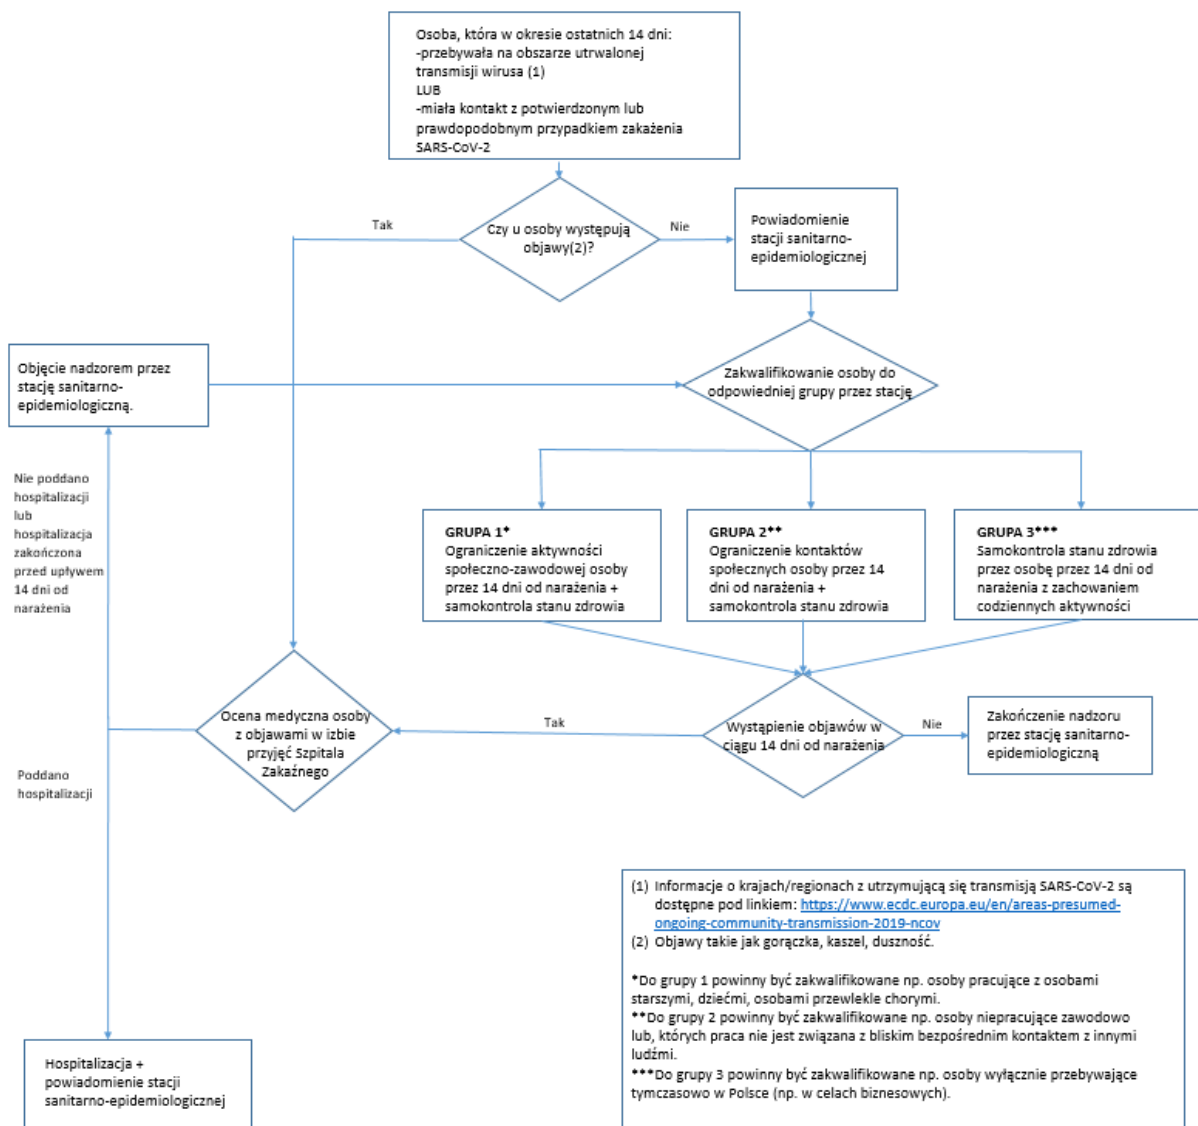 Osoba, która w okresie ostatnich 14 dni:
-przebywała na obszarze utrwalonej
transmisji wirusa (1)
LUB
-miała kontakt z potwierdzonym lub
prawdopodobnym przypadkiem zakażenia
SARS-CoV-2
Tak
Czy u osoby występują
objawy(2)?
Nie
Powiadomienie
stacji sanitarno-
epidemiologicznej
Objęcie nadzorem przez
stację sanitarno-
epidemiologiczną.
Zakwalifikowanie osoby do
odpowiedniej grupy przez stację
Nie poddano
hospitalizacji
lub
hospitalizacja
zakończona
przed upływem
14 dni od
narażenia
GRUPA 1*
Ograniczenie aktywności
społeczno-zawodowej osoby
przez 14 dni od narażenia +
samokontrola stanu zdrowia
GRUPA 2**
Ograniczenie kontaktów
społecznych osoby przez 14
dni od narażenia +
samokontrola stanu zdrowia
GRUPA 3***
Samokontrola stanu zdrowia
przez osobę przez 14 dni od
narażenia z zachowaniem
codziennych aktywności
Ocena medyczna osoby
z objawami w izbie
przyjęć Szpitala
Zakaźnego
Tak
Wystąpienie objawów w
ciągu 14 dni od narażenia
Nie
Zakończenie nadzoru
przez stację sanitarno-
epidemiologiczną
Poddano
hospitalizacji
Hospitalizacja +
powiadomienie stacji
sanitarno-epidemiologicznej
(1) Informacje o krajach/regionach z utrzymującą się transmisją SARS-CoV-2 są
dostępne pod linkiem: https://www.ecdc.europa.eu/en/areas-presumed-
ongoing-community-transmission-2019-ncov
(2) Objawy takie jak gorączka, kaszel, duszność.
*Do grupy 1 powinny być zakwalifikowane np. osoby pracujące z osobami
starszymi, dziećmi, osobami przewlekle chorymi.
**Do grupy 2 powinny być zakwalifikowane np. osoby niepracujące zawodowo
lub, których praca nie jest związana z bliskim bezpośrednim kontaktem z innymi
ludźmi.
***Do grupy 3 powinny być zakwalifikowane np. osoby wyłącznie przebywające
tymczasowo w Polsce (np. w celach biznesowych).